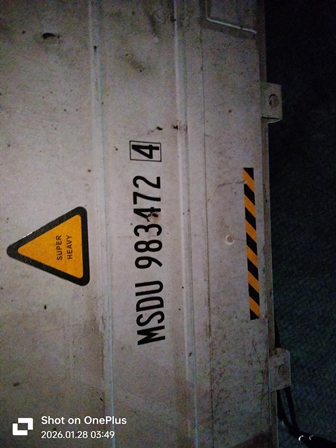 MSDU 983472 4
SUPER
HEAVY
Shot on OnePlus
2026.01.28 03:49